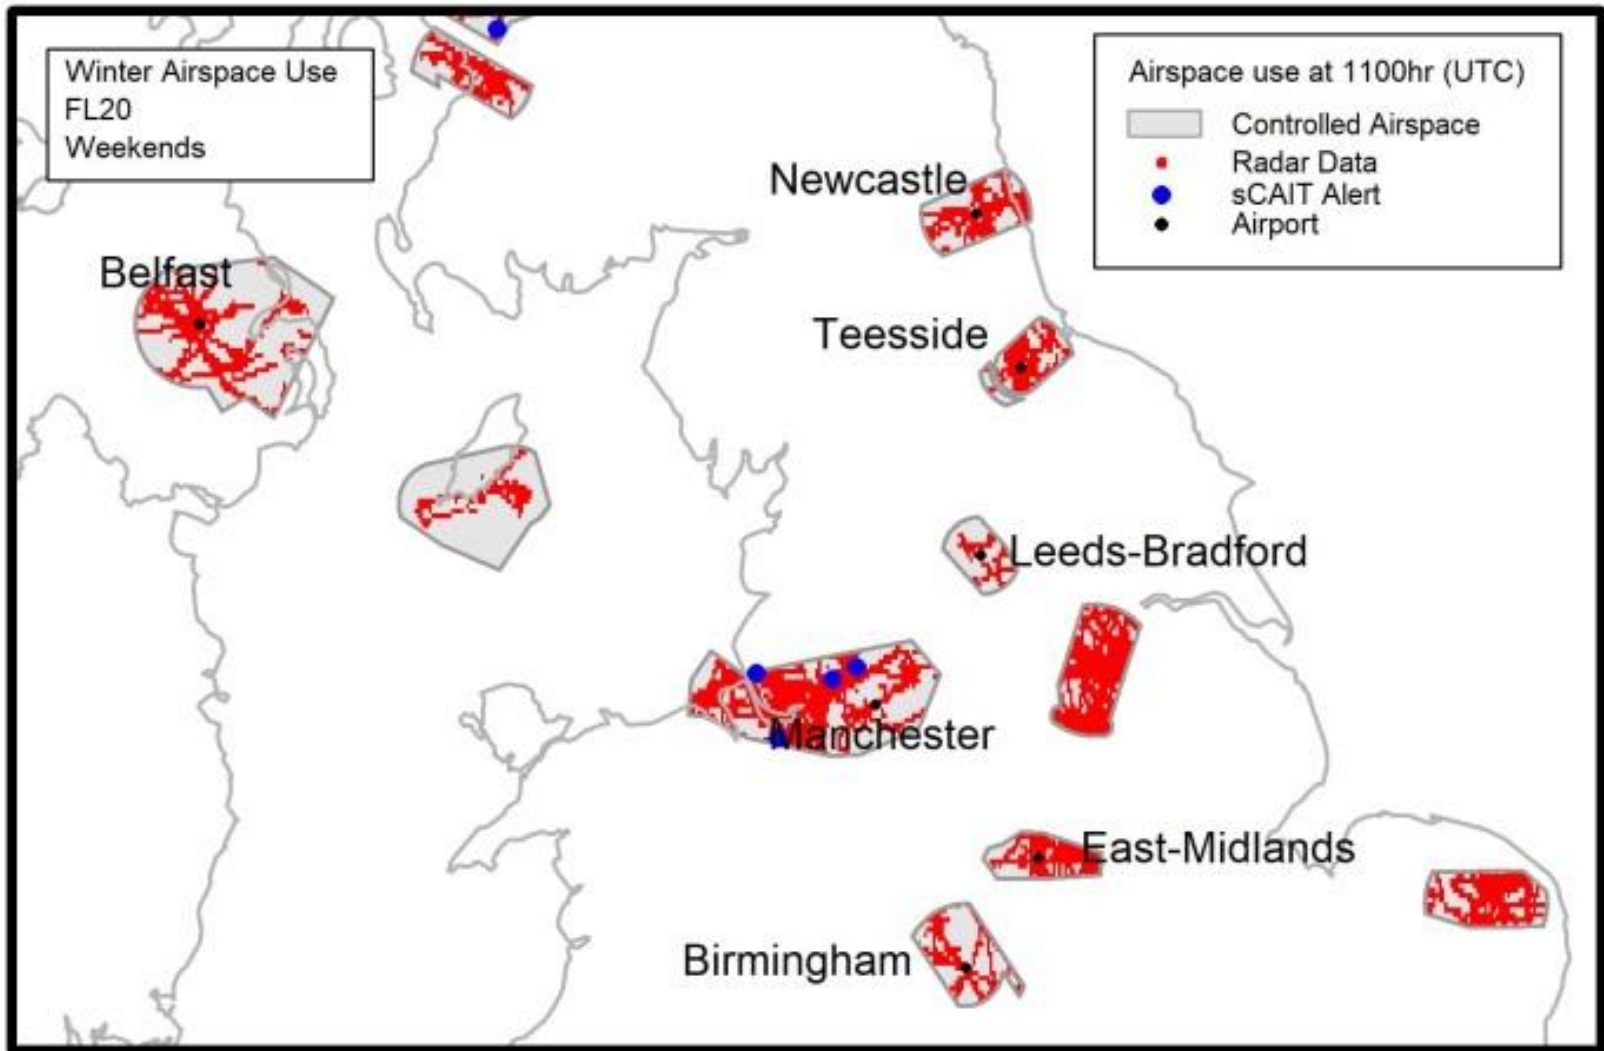 Winter Airspace Use
FL20
Weekends
Airspace use at 1100hr (UTC)
Controlled Airspace
Radar Data
sCAIT Alert
Airport
Newcastle
Belfast
Teesside
Leeds-Bradford
Manchester
East-Midlands
Birmingham